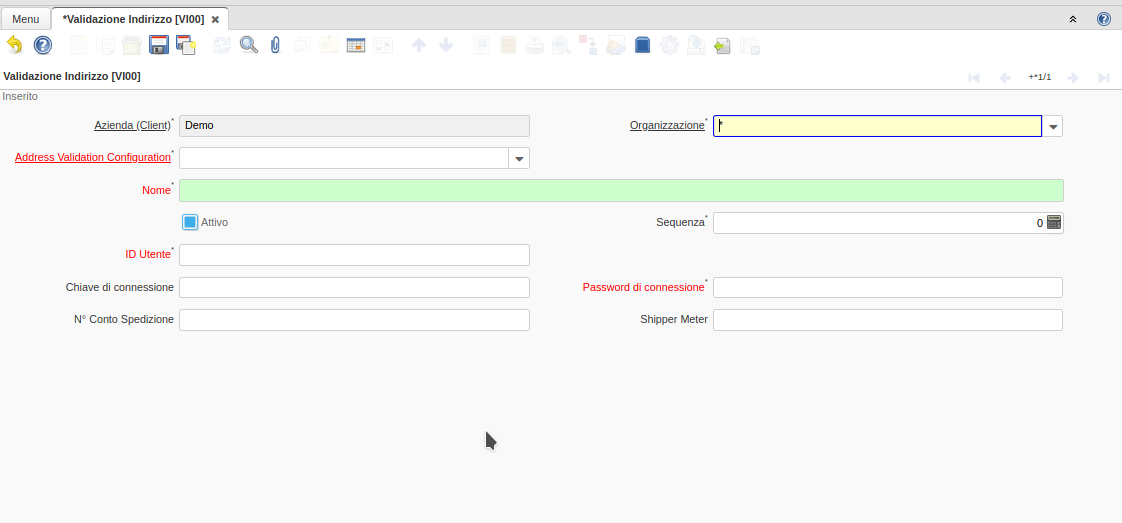 Menu *Validazione Indirizzo [VI00]
Validazione Indirizzo [VI00] +*1/1
Inserito
Azienda (Client)* Demo Organizzazione* *
Address Validation Configuration*
Nome*
Attivo Sequenza* 0
ID Utente*
Chiave di connessione Password di connessione*
N° Conto Spedizione Shipper Meter